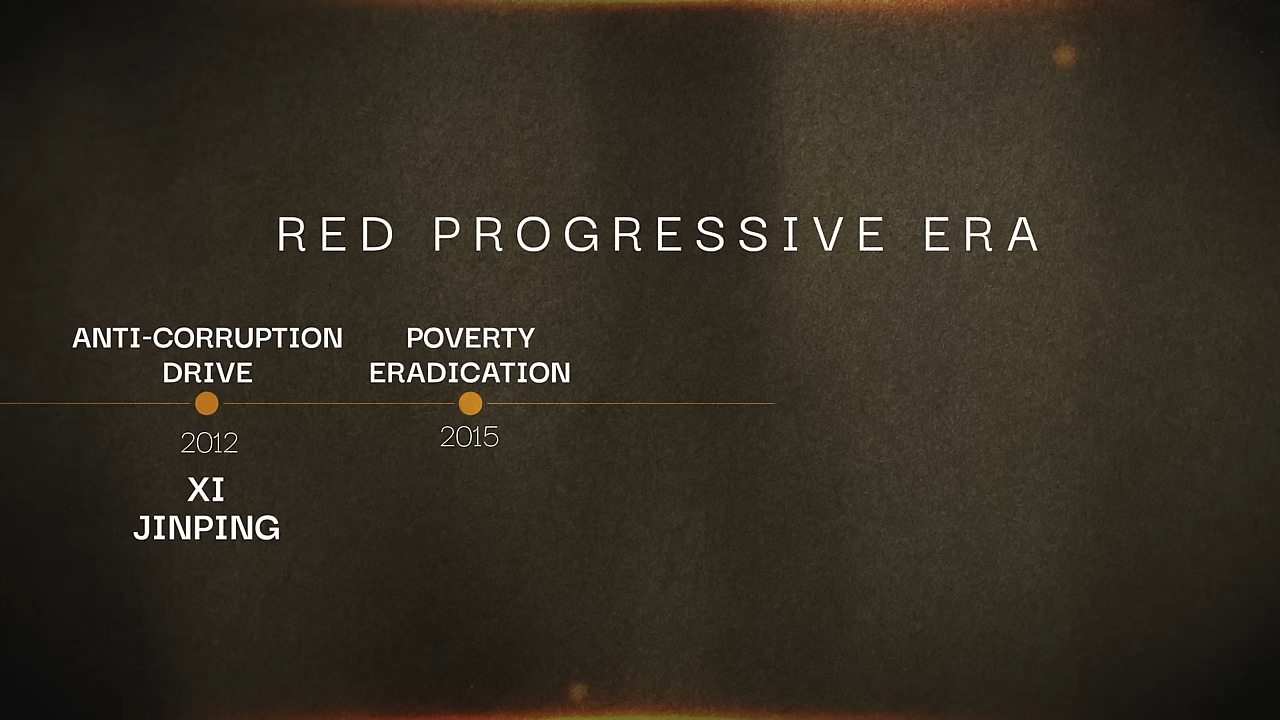 RED PROGRESSIVE ERA
ANTI-CORRUPTION
DRIVE
2012
XI
JINPING
POVERTY
ERADICATION
2015